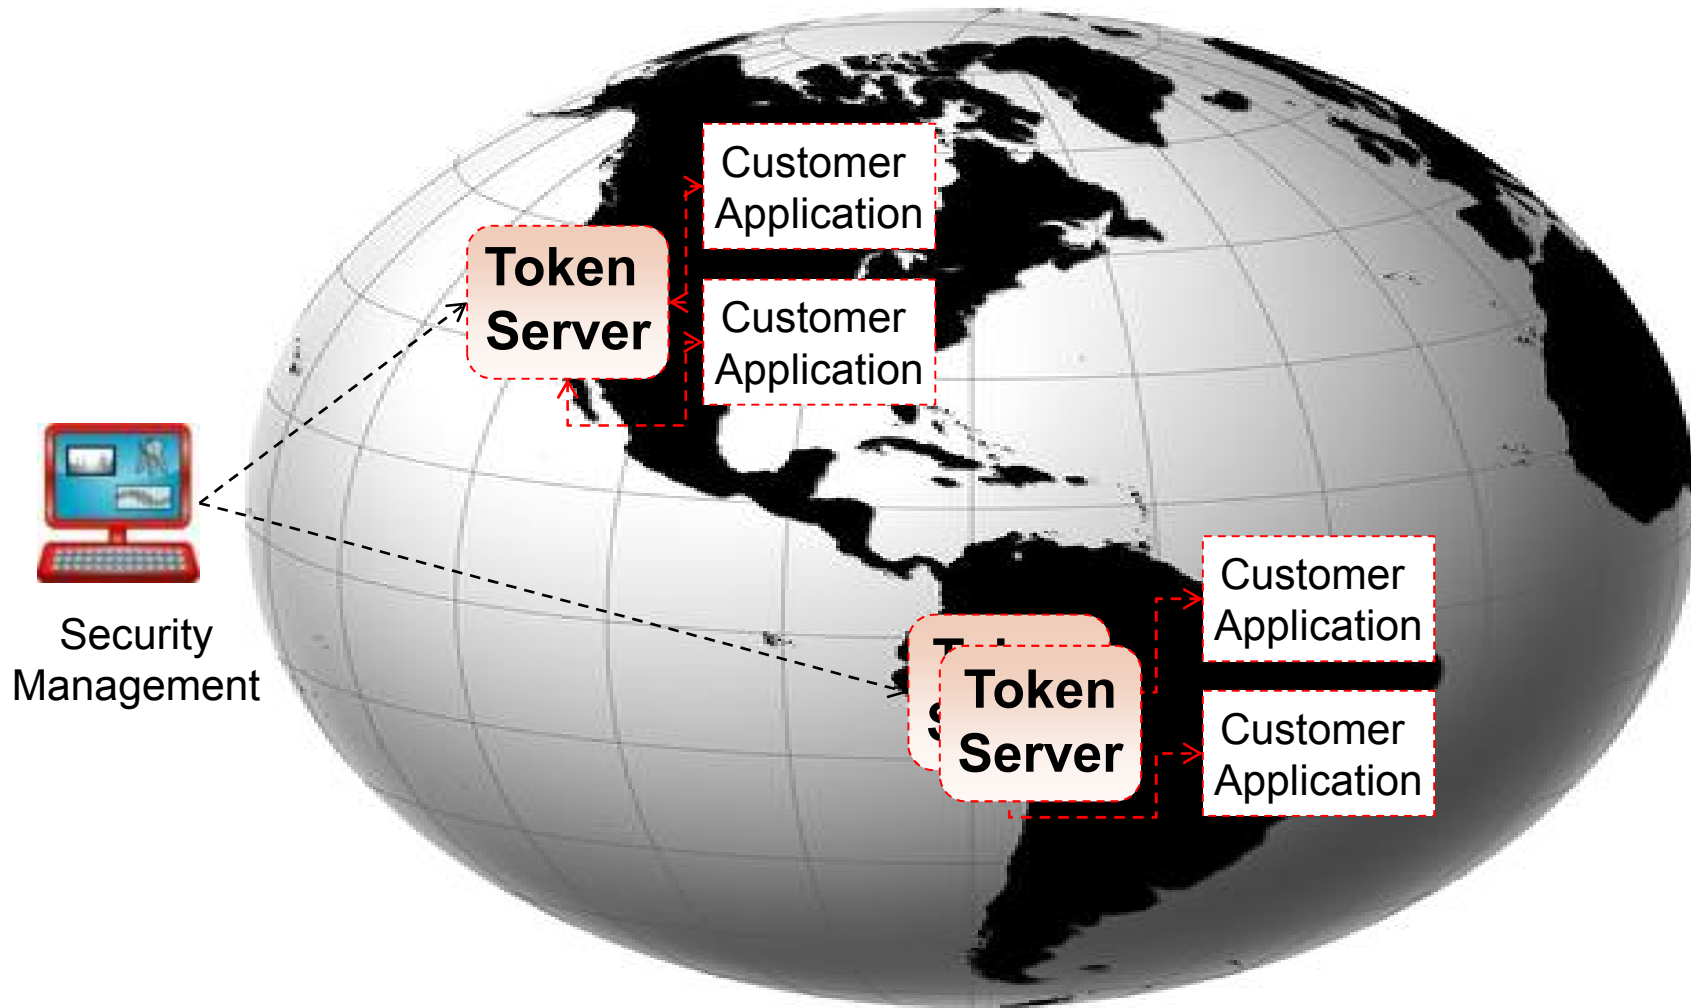 Customer
Application
Token
Server
Customer
Application
Security
Management
Customer
Application
Token
Server
Customer
Application